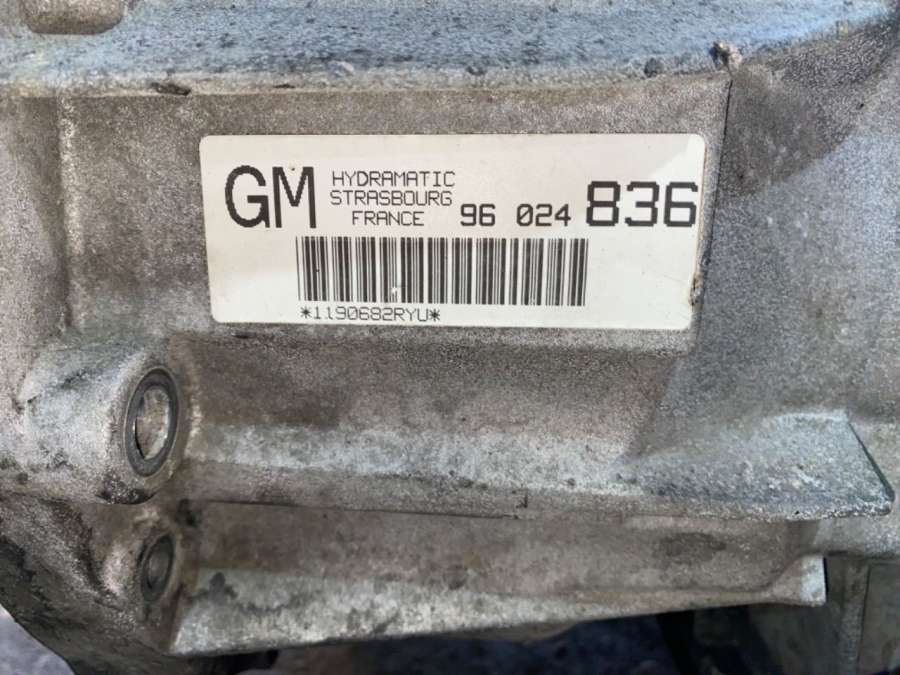 GM HYDRAMATIC
STRASBOURG
FRANCE 96 024 836
*1190682RYU*